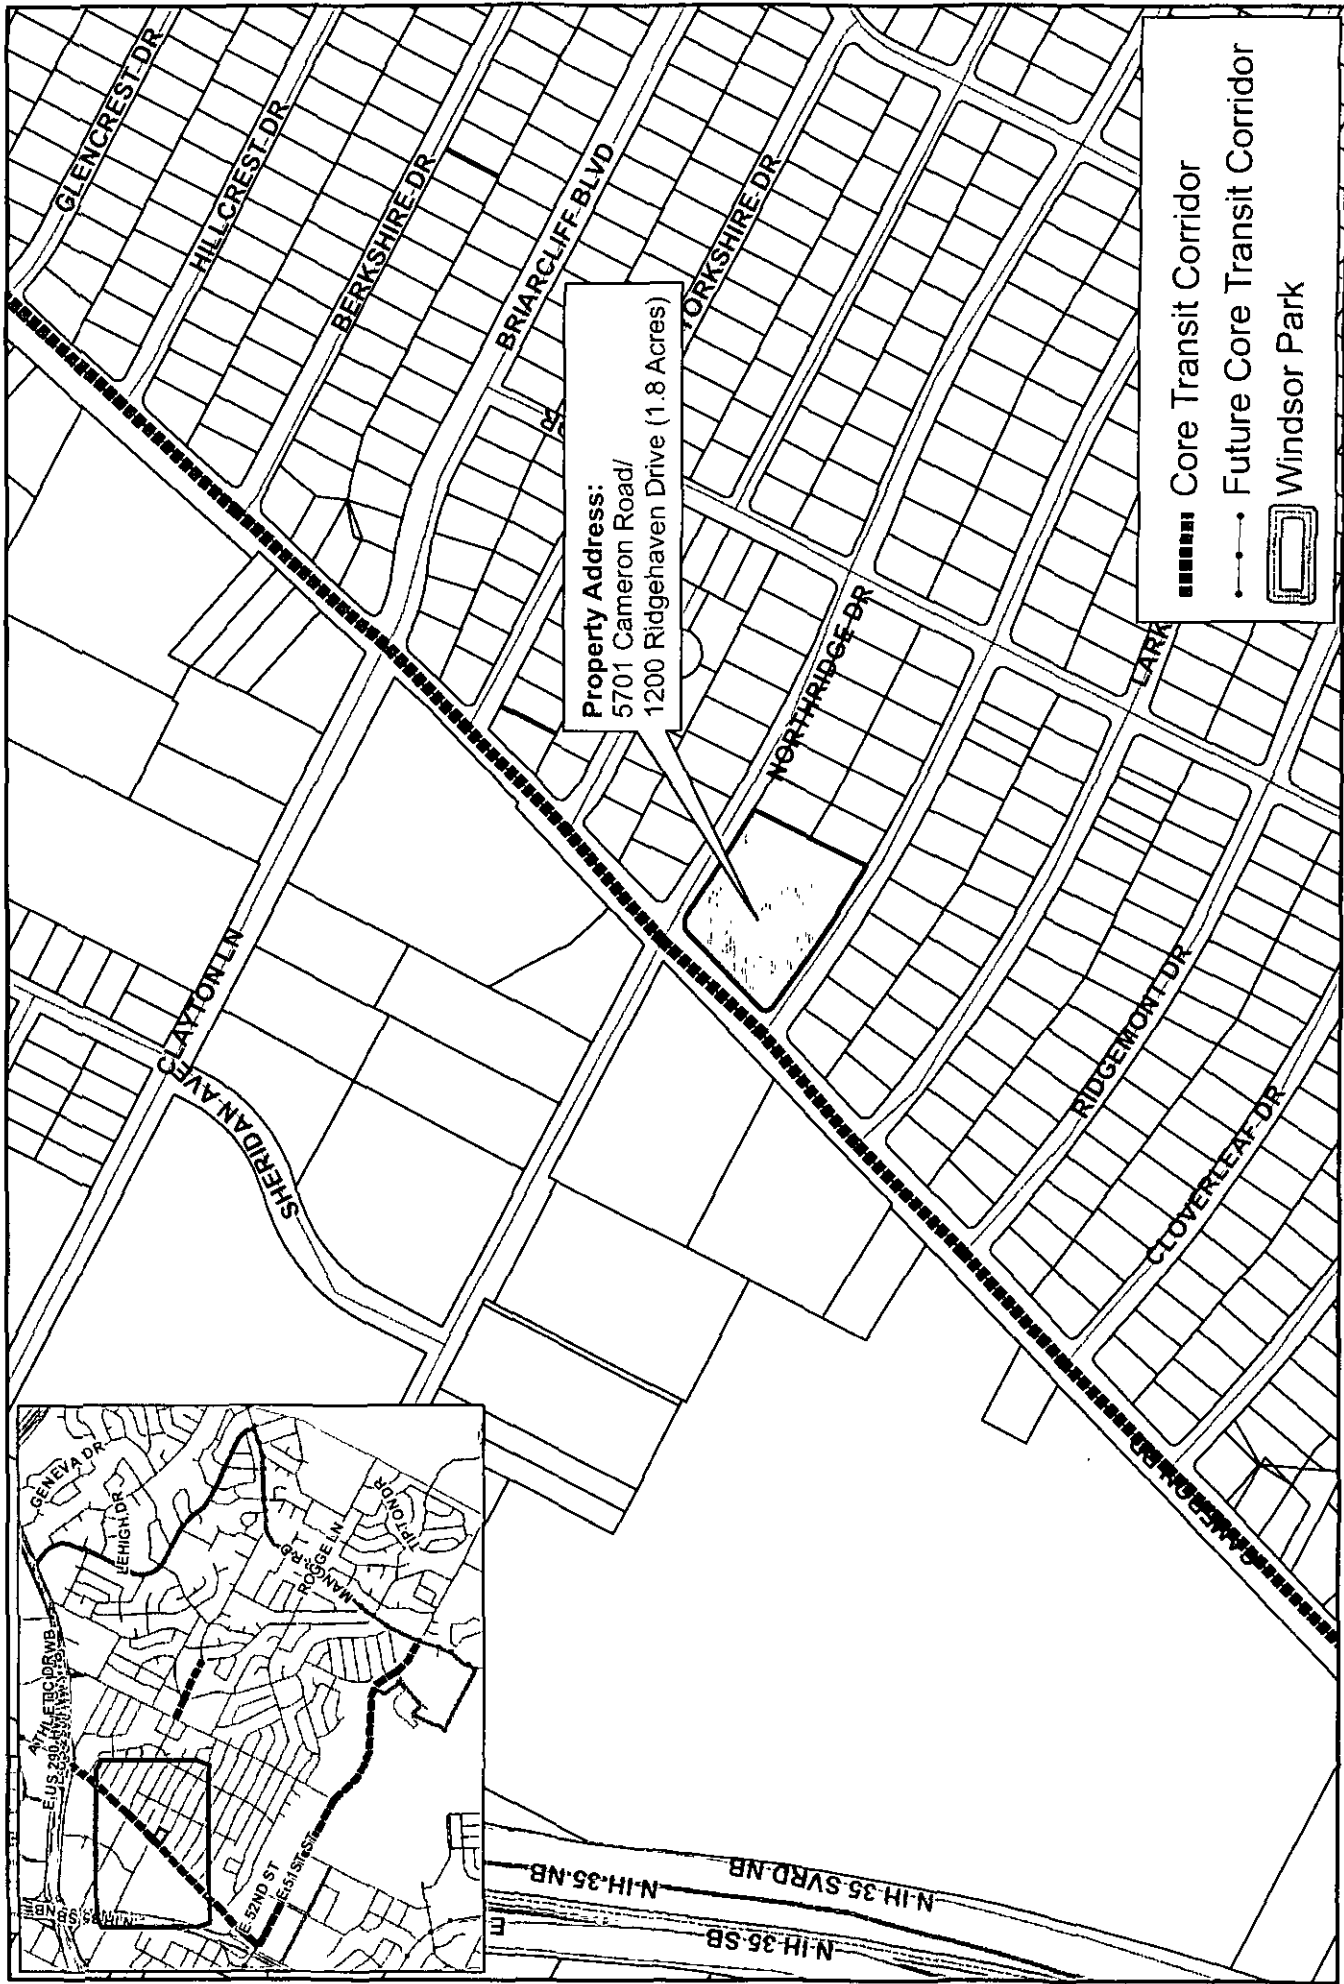 GLENCREST DR
HILLCREST DR
BERKSHIRE DR
BRIARCLIFF BLVD
YORKSHIRE DR
DR
Property Address:
5701 Cameron Road/
1200 Ridgehaven Drive (1.8 Acres)
NORTHRIDGE DR
LARK
RIDGEMONT DR
CLOVERLEAF DR
CAMERON RD
CLAYTON LN
SHERIDAN AVE
N IH 35 NB
N IH 35 SVRD NB
N IH 35 SB
E
Core Transit Corridor
Future Core Transit Corridor
Windsor Park
GENEVA DR
LEHIGH DR
ROGGE LN
TIPTON DR
E 52ND ST
E 51ST ST